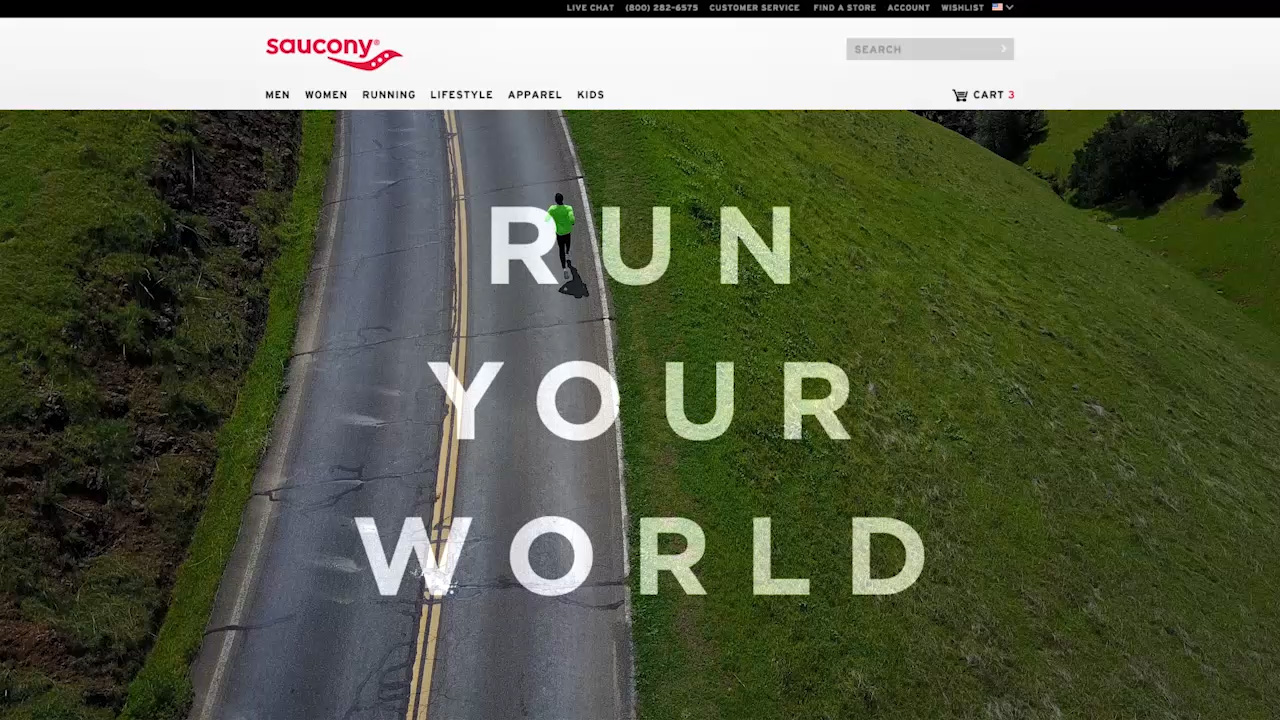 LIVE CHAT (800) 282-6575 CUSTOMER SERVICE FIND A STORE ACCOUNT WISHLIST
saucony®
SEARCH
MEN WOMEN RUNNING LIFESTYLE APPAREL KIDS
CART 3
RUN
YOUR
WORLD